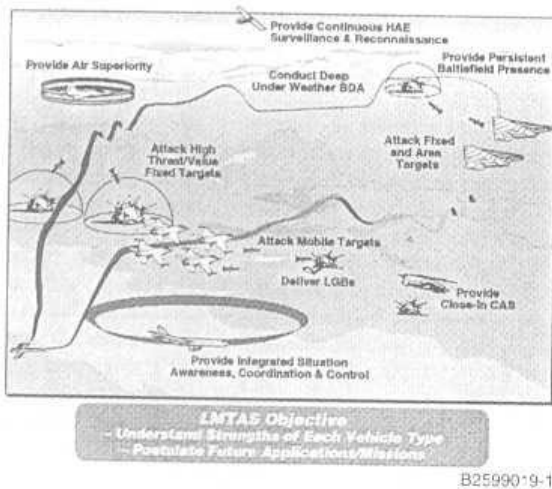 Provide Continuous HAE
Surveillance & Reconnaissance
Provide Air Superiority
Conduct Deep
Under Weather BDA
Provide Persistent
Battlefield Presence
Attack High
Threat/Value
Fixed Targets
Attack Fixed
and Area
Targets
Attack Mobile Targets
Deliver LGBs
Provide
Close-In CAS
Provide Integrated Situation
Awareness, Coordination & Control
LMTAS Objective
– Understand Strengths of Each Vehicle Type
– Postulate Future Applications/Missions
B2599019-1